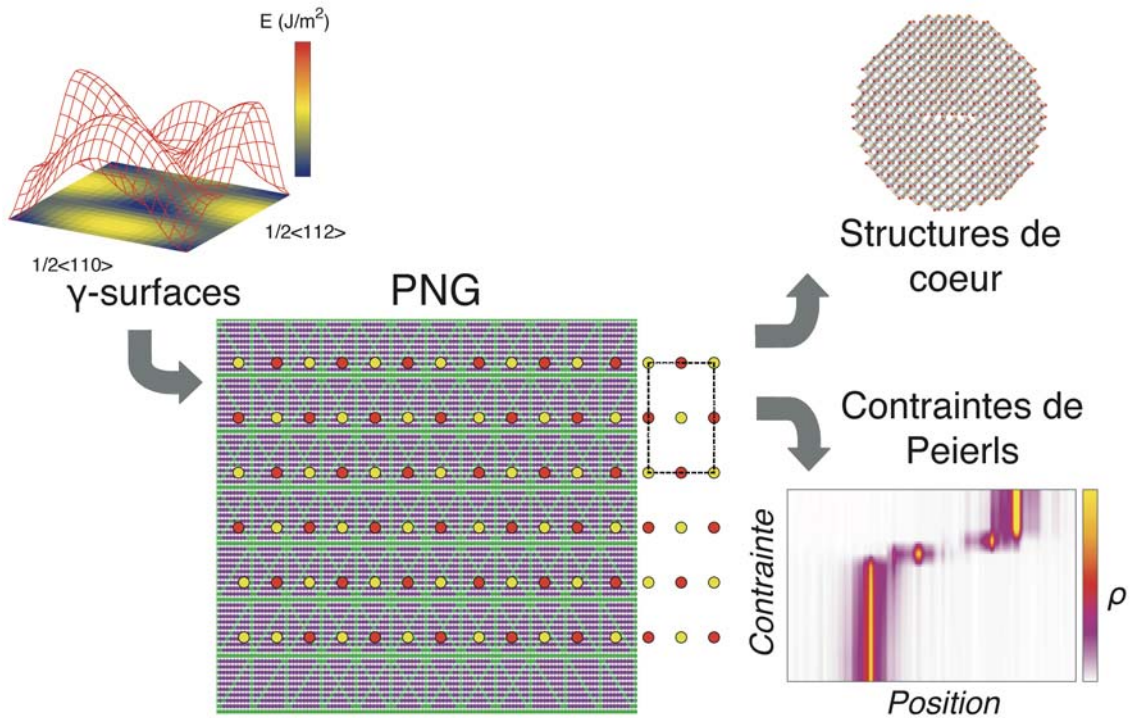 E (J/m²)
1/2<112>
1/2<110>
γ-surfaces
PNG
Structures de
coeur
Contraintes de
Peierls
Contrainte
ρ
Position